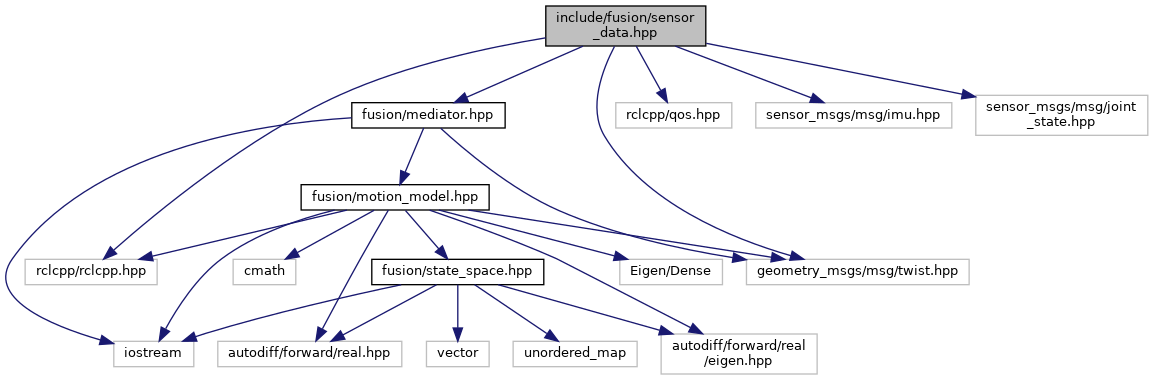 include/fusion/sensor
_data.hpp
fusion/mediator.hpp
rclcpp/qos.hpp
sensor_msgs/msg/imu.hpp
sensor_msgs/msg/joint
_state.hpp
fusion/motion_model.hpp
rclcpp/rclcpp.hpp
cmath
fusion/state_space.hpp
Eigen/Dense
geometry_msgs/msg/twist.hpp
iostream
autodiff/forward/real.hpp
vector
unordered_map
autodiff/forward/real
/eigen.hpp